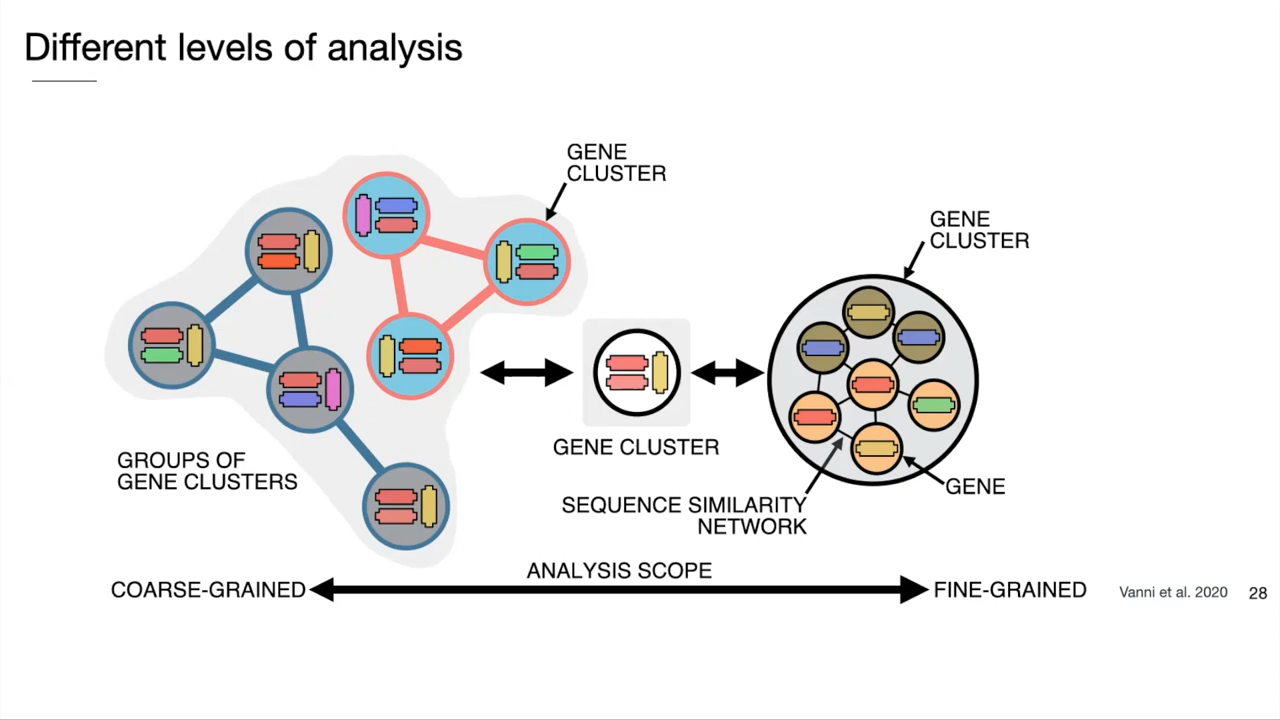 Different levels of analysis
GENE
CLUSTER
GENE
CLUSTER
GENE CLUSTER
GROUPS OF
GENE CLUSTERS
GENE
SEQUENCE SIMILARITY
NETWORK
ANALYSIS SCOPE
COARSE-GRAINED
FINE-GRAINED
Vanni et al. 2020
28